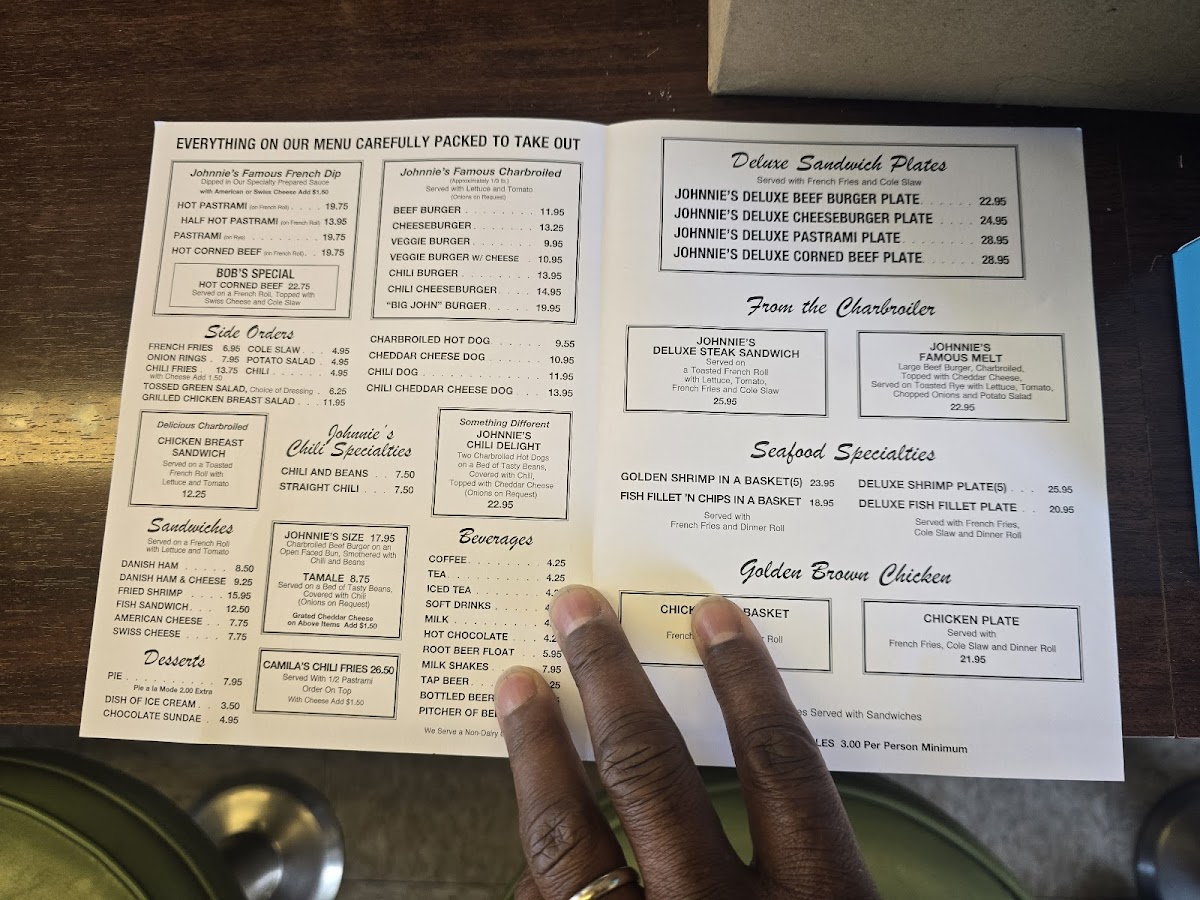 EVERYTHING ON OUR MENU CAREFULLY PACKED TO TAKE OUT
Johnnie's Famous French Dip
Dipped in Our Specialty Prepared Sauce
with American or Swiss Cheese Add $1.50
HOT PASTRAMI (on French Roll) . . . . 19.75
HALF HOT PASTRAMI (on French Roll) 13.95
PASTRAMI (on Rye) . . . . . . . . . . 19.75
HOT CORNED BEEF (on French Roll) . . 19.75
BOB'S SPECIAL
HOT CORNED BEEF 22.75
Served on a French Roll, Topped with
Swiss Cheese and Cole Slaw
Johnnie's Famous Charbroiled
(Approximately 1/3 lb.)
Served with Lettuce and Tomato
(Onions on Request)
BEEF BURGER . . . . . . . . . 11.95
CHEESEBURGER . . . . . . . . 13.25
VEGGIE BURGER . . . . . . . . 9.95
VEGGIE BURGER W/ CHEESE . . 10.95
CHILI BURGER . . . . . . . . . 13.95
CHILI CHEESEBURGER . . . . . 14.95
"BIG JOHN" BURGER . . . . . . 19.95
Side Orders
FRENCH FRIES . 6.95
ONION RINGS . 7.95
CHILI FRIES . . 13.75
with Cheese Add 1.50
COLE SLAW . . . 4.95
POTATO SALAD . 4.95
CHILI . . . . . . 4.95
TOSSED GREEN SALAD, Choice of Dressing . 6.25
GRILLED CHICKEN BREAST SALAD . . . 11.95
CHARBROILED HOT DOG . . . . . . . 9.55
CHEDDAR CHEESE DOG . . . . . . . 10.95
CHILI DOG . . . . . . . . . . . . . 11.95
CHILI CHEDDAR CHEESE DOG . . . . 13.95
Delicious Charbroiled
CHICKEN BREAST
SANDWICH
Served on a Toasted
French Roll with
Lettuce and Tomato
12.25
Johnnie's
Chili Specialties
CHILI AND BEANS . . 7.50
STRAIGHT CHILI . . . 7.50
Something Different
JOHNNIE'S
CHILI DELIGHT
Two Charbroiled Hot Dogs
on a Bed of Tasty Beans,
Covered with Chili,
Topped with Cheddar Cheese
(Onions on Request)
22.95
Sandwiches
Served on a French Roll
with Lettuce and Tomato
DANISH HAM . . . . . . . 8.50
DANISH HAM & CHEESE 9.25
FRIED SHRIMP . . . . . 15.95
FISH SANDWICH . . . . 12.50
AMERICAN CHEESE . . . 7.75
SWISS CHEESE . . . . . 7.75
JOHNNIE'S SIZE 17.95
Charbroiled Beef Burger on an
Open Faced Bun, Smothered with
Chili and Beans
TAMALE 8.75
Served on a Bed of Tasty Beans,
Covered with Chili
(Onions on Request)
Grated Cheddar Cheese
on Above Items Add $1.50
Beverages
COFFEE . . . . . . . . . 4.25
TEA . . . . . . . . . . . 4.25
ICED TEA . . . . . . . . 4.
SOFT DRINKS . . . . . . 4
MILK . . . . . . . . . . . 4.
HOT CHOCOLATE . . . . 4.2
ROOT BEER FLOAT . . . 5.95
MILK SHAKES . . . . . . 7.95
TAP BEER . . . . . 25
BOTTLED BEER
PITCHER OF BE
We Serve a Non-Dairy
Desserts
PIE . . . . . . . . . . . . 7.95
Pie a la Mode 2.00 Extra
DISH OF ICE CREAM . . 3.50
CHOCOLATE SUNDAE . 4.95
CAMILA'S CHILI FRIES 26.50
Served With 1/2 Pastrami
Order On Top
With Cheese Add $1.50
Deluxe Sandwich Plates
Served with French Fries and Cole Slaw
JOHNNIE'S DELUXE BEEF BURGER PLATE . . . . . . 22.95
JOHNNIE'S DELUXE CHEESEBURGER PLATE . . . . . 24.95
JOHNNIE'S DELUXE PASTRAMI PLATE . . . . . . . . 28.95
JOHNNIE'S DELUXE CORNED BEEF PLATE . . . . . . 28.95
From the Charbroiler
JOHNNIE'S
DELUXE STEAK SANDWICH
Served on
a Toasted French Roll
with Lettuce, Tomato,
French Fries and Cole Slaw
25.95
JOHNNIE'S
FAMOUS MELT
Large Beef Burger, Charbroiled,
Topped with Cheddar Cheese,
Served on Toasted Rye with Lettuce, Tomato,
Chopped Onions and Potato Salad
22.95
Seafood Specialties
GOLDEN SHRIMP IN A BASKET(5) 23.95
FISH FILLET 'N CHIPS IN A BASKET 18.95
Served with
French Fries and Dinner Roll
DELUXE SHRIMP PLATE(5) . . . 25.95
DELUXE FISH FILLET PLATE . . 20.95
Served with French Fries,
Cole Slaw and Dinner Roll
Golden Brown Chicken
CHIC BASKET
French er Roll
CHICKEN PLATE
Served with
French Fries, Cole Slaw and Dinner Roll
21.95
es Served with Sandwiches
LES 3.00 Per Person Minimum